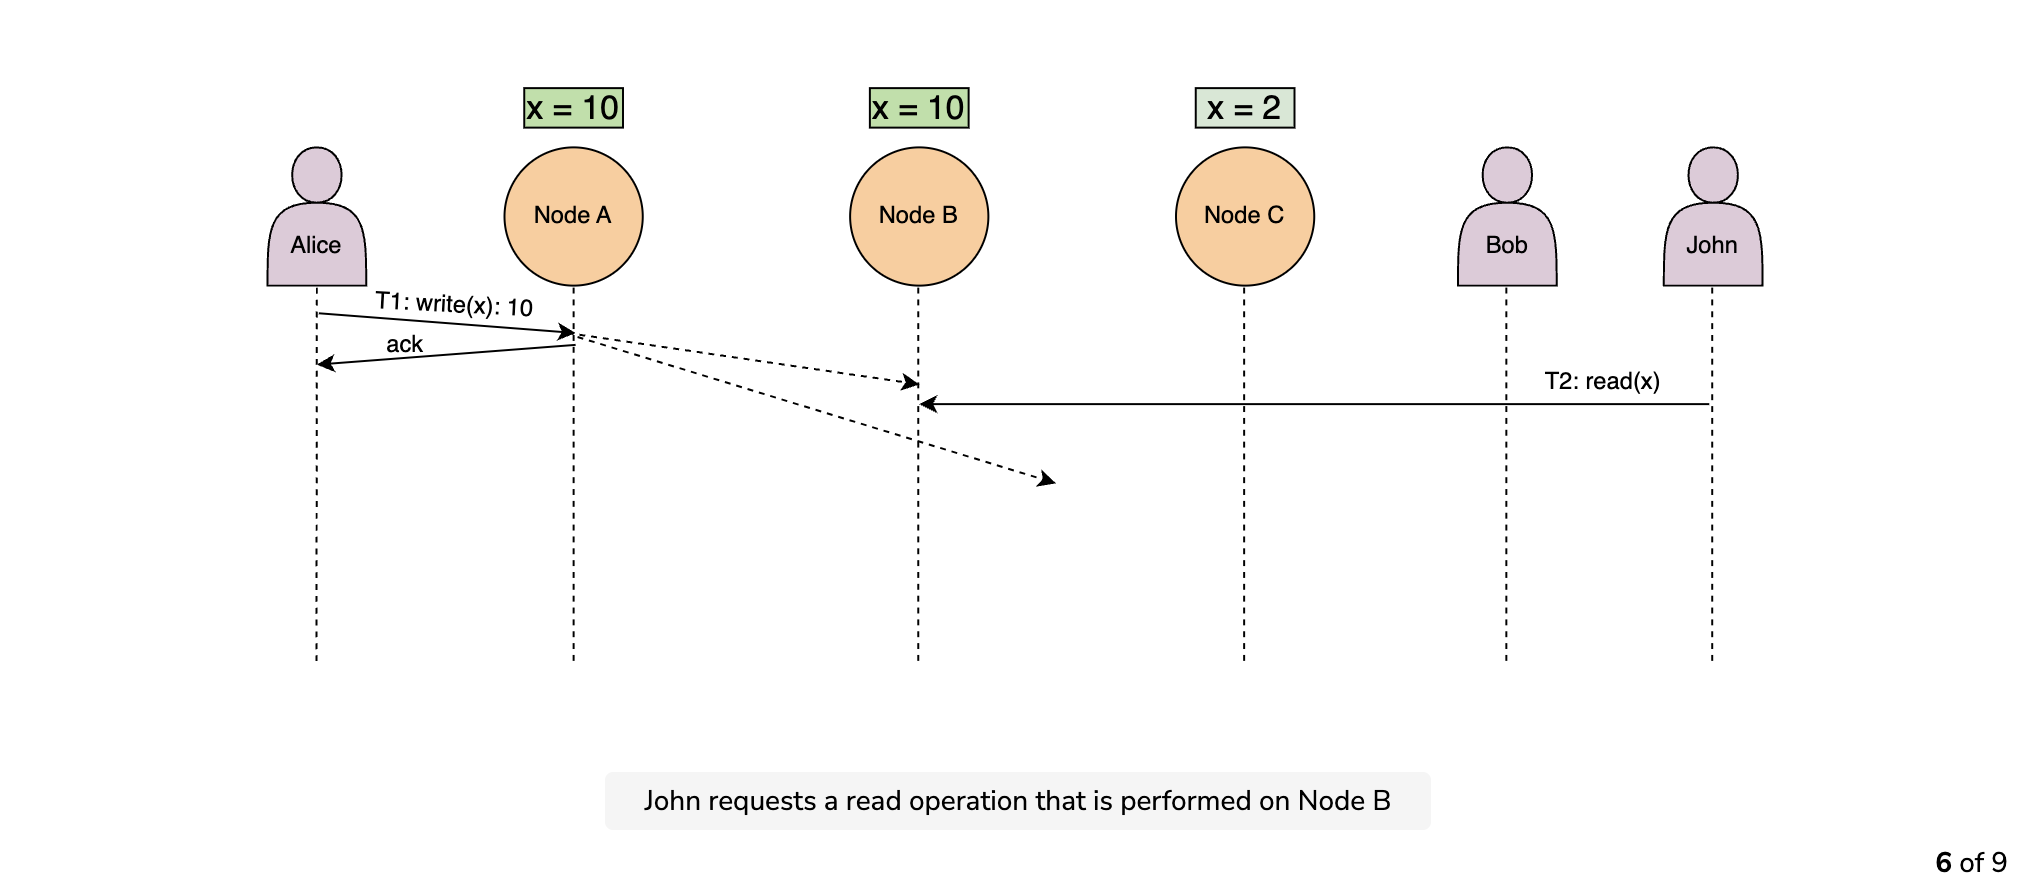 x = 10
x = 10
x = 2
Node A
Node B
Node C
Alice
Bob
John
T1: write(x): 10
ack
T2: read(x)
John requests a read operation that is performed on Node B
6 of 9